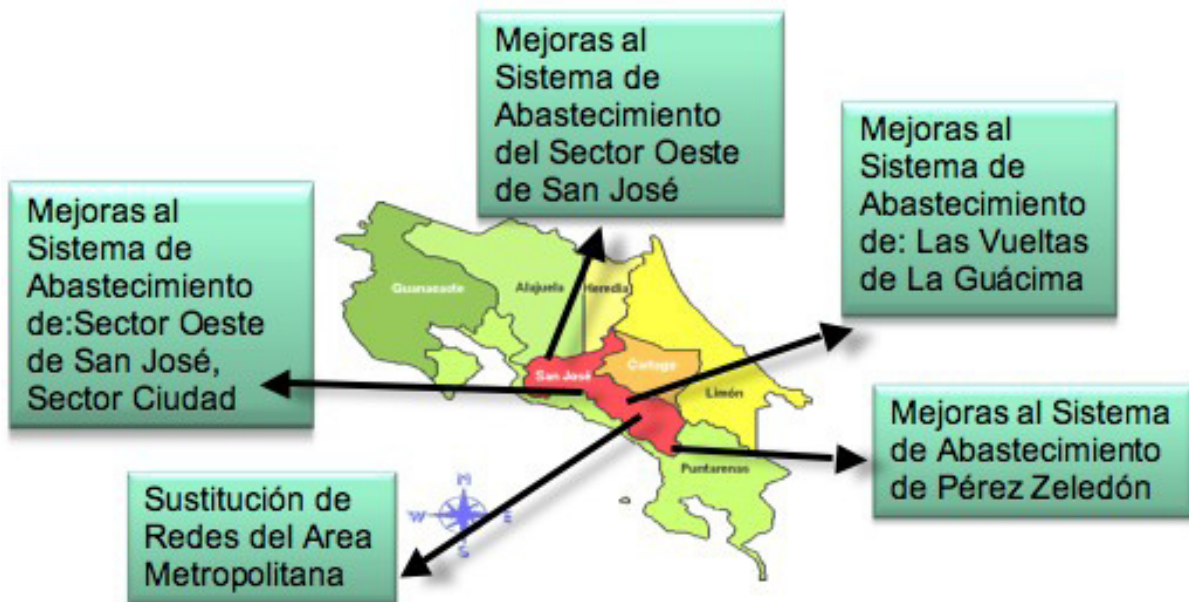 Mejoras al
Sistema de
Abastecimiento
del Sector Oeste
de San José
Mejoras al
Sistema de
Abastecimiento
de: Las Vueltas
de La Guácima
Mejoras al
Sistema de
Abastecimiento
de:Sector Oeste
de San José,
Sector Ciudad
Guanacaste
Alajuela
Heredia
San José
Cartago
Limón
Puntarenas
Mejoras al Sistema
de Abastecimiento
de Pérez Zeledón
Sustitución de
Redes del Area
Metropolitana
N
W
E
S